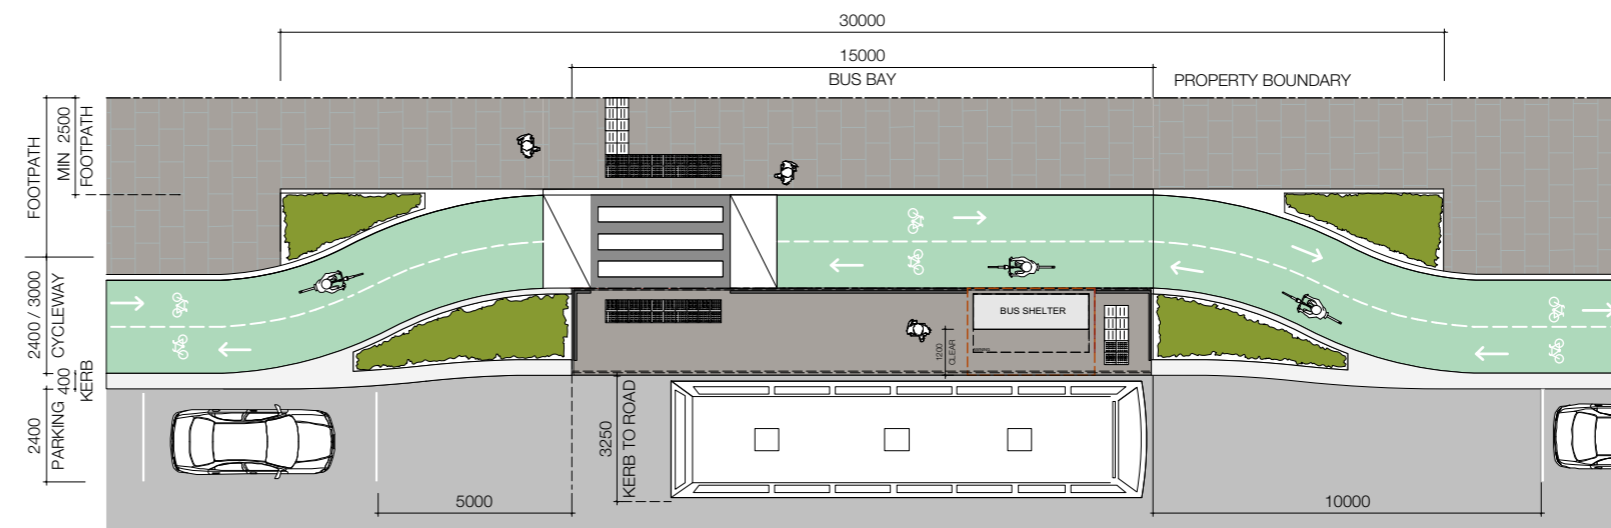 30000
15000
BUS BAY
PROPERTY BOUNDARY
FOOTPATH
MIN 2500
FOOTPATH
2400 / 3000
CYCLEWAY
400
KERB
2400
PARKING
BUS SHELTER
1200
CLEAR
3250
KERB TO ROAD
5000
10000